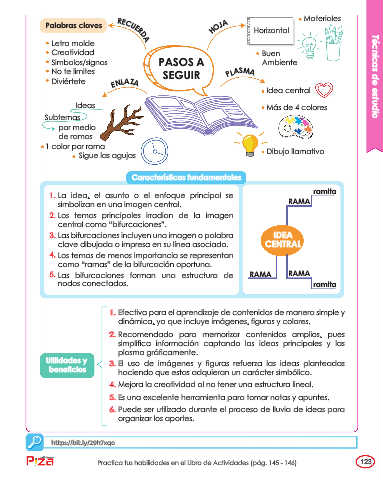 Palabras claves
RECUERDA
• Letra molde
• Creatividad
• Símbolos/signos
• No te limites
• Diviértete
HOJA
Horizontal
• Materiales
• Buen
Ambiente
PASOS A
SEGUIR
PLASMA
• Idea central
• Más de 4 colores
• Dibujo llamativo
ENLAZA
Ideas
Subtemas
por medio
de ramas
• 1 color por rama
• Sigue las agujas
Técnicas de estudio
Características fundamentales
1. La idea, el asunto o el enfoque principal se
simbolizan en una imagen central.
2. Los temas principales irradian de la imagen
central como "bifurcaciones".
3. Las bifurcaciones incluyen una imagen o palabra
clave dibujada o impresa en su línea asociada.
4. Los temas de menos importancia se representan
como "ramas" de la bifurcación oportuna.
5. Las bifurcaciones forman una estructura de
nodos conectados.
ramita
RAMA
IDEA
CENTRAL
RAMA
RAMA
ramita
Utilidades y
beneficios
1. Efectiva para el aprendizaje de contenidos de manera simple y
dinámica, ya que incluye imágenes, figuras y colores.
2. Recomendado para memorizar contenidos amplios, pues
simplifica información captando las ideas principales y las
plasma gráficamente.
3. El uso de imágenes y figuras refuerza las ideas planteadas
haciendo que estas adquieran un carácter simbólico.
4. Mejora la creatividad al no tener una estructura lineal.
5. Es una excelente herramienta para tomar notas y apuntes.
6. Puede ser utilizado durante el proceso de lluvia de ideas para
organizar los aportes.
Practica tus habilidades en el Libro de Actividades (pág. 145 - 146)
123